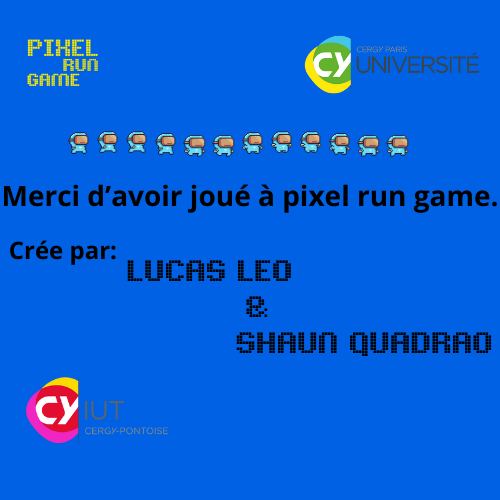 PIXEL
RUN
GAME
CY CERGY PARIS
UNIVERSITÉ
Merci d’avoir joué à pixel run game.
Crée par:
LUCAS LEO
&
SHAUN QUADRAO
CY IUT
CERGY-PONTOISE